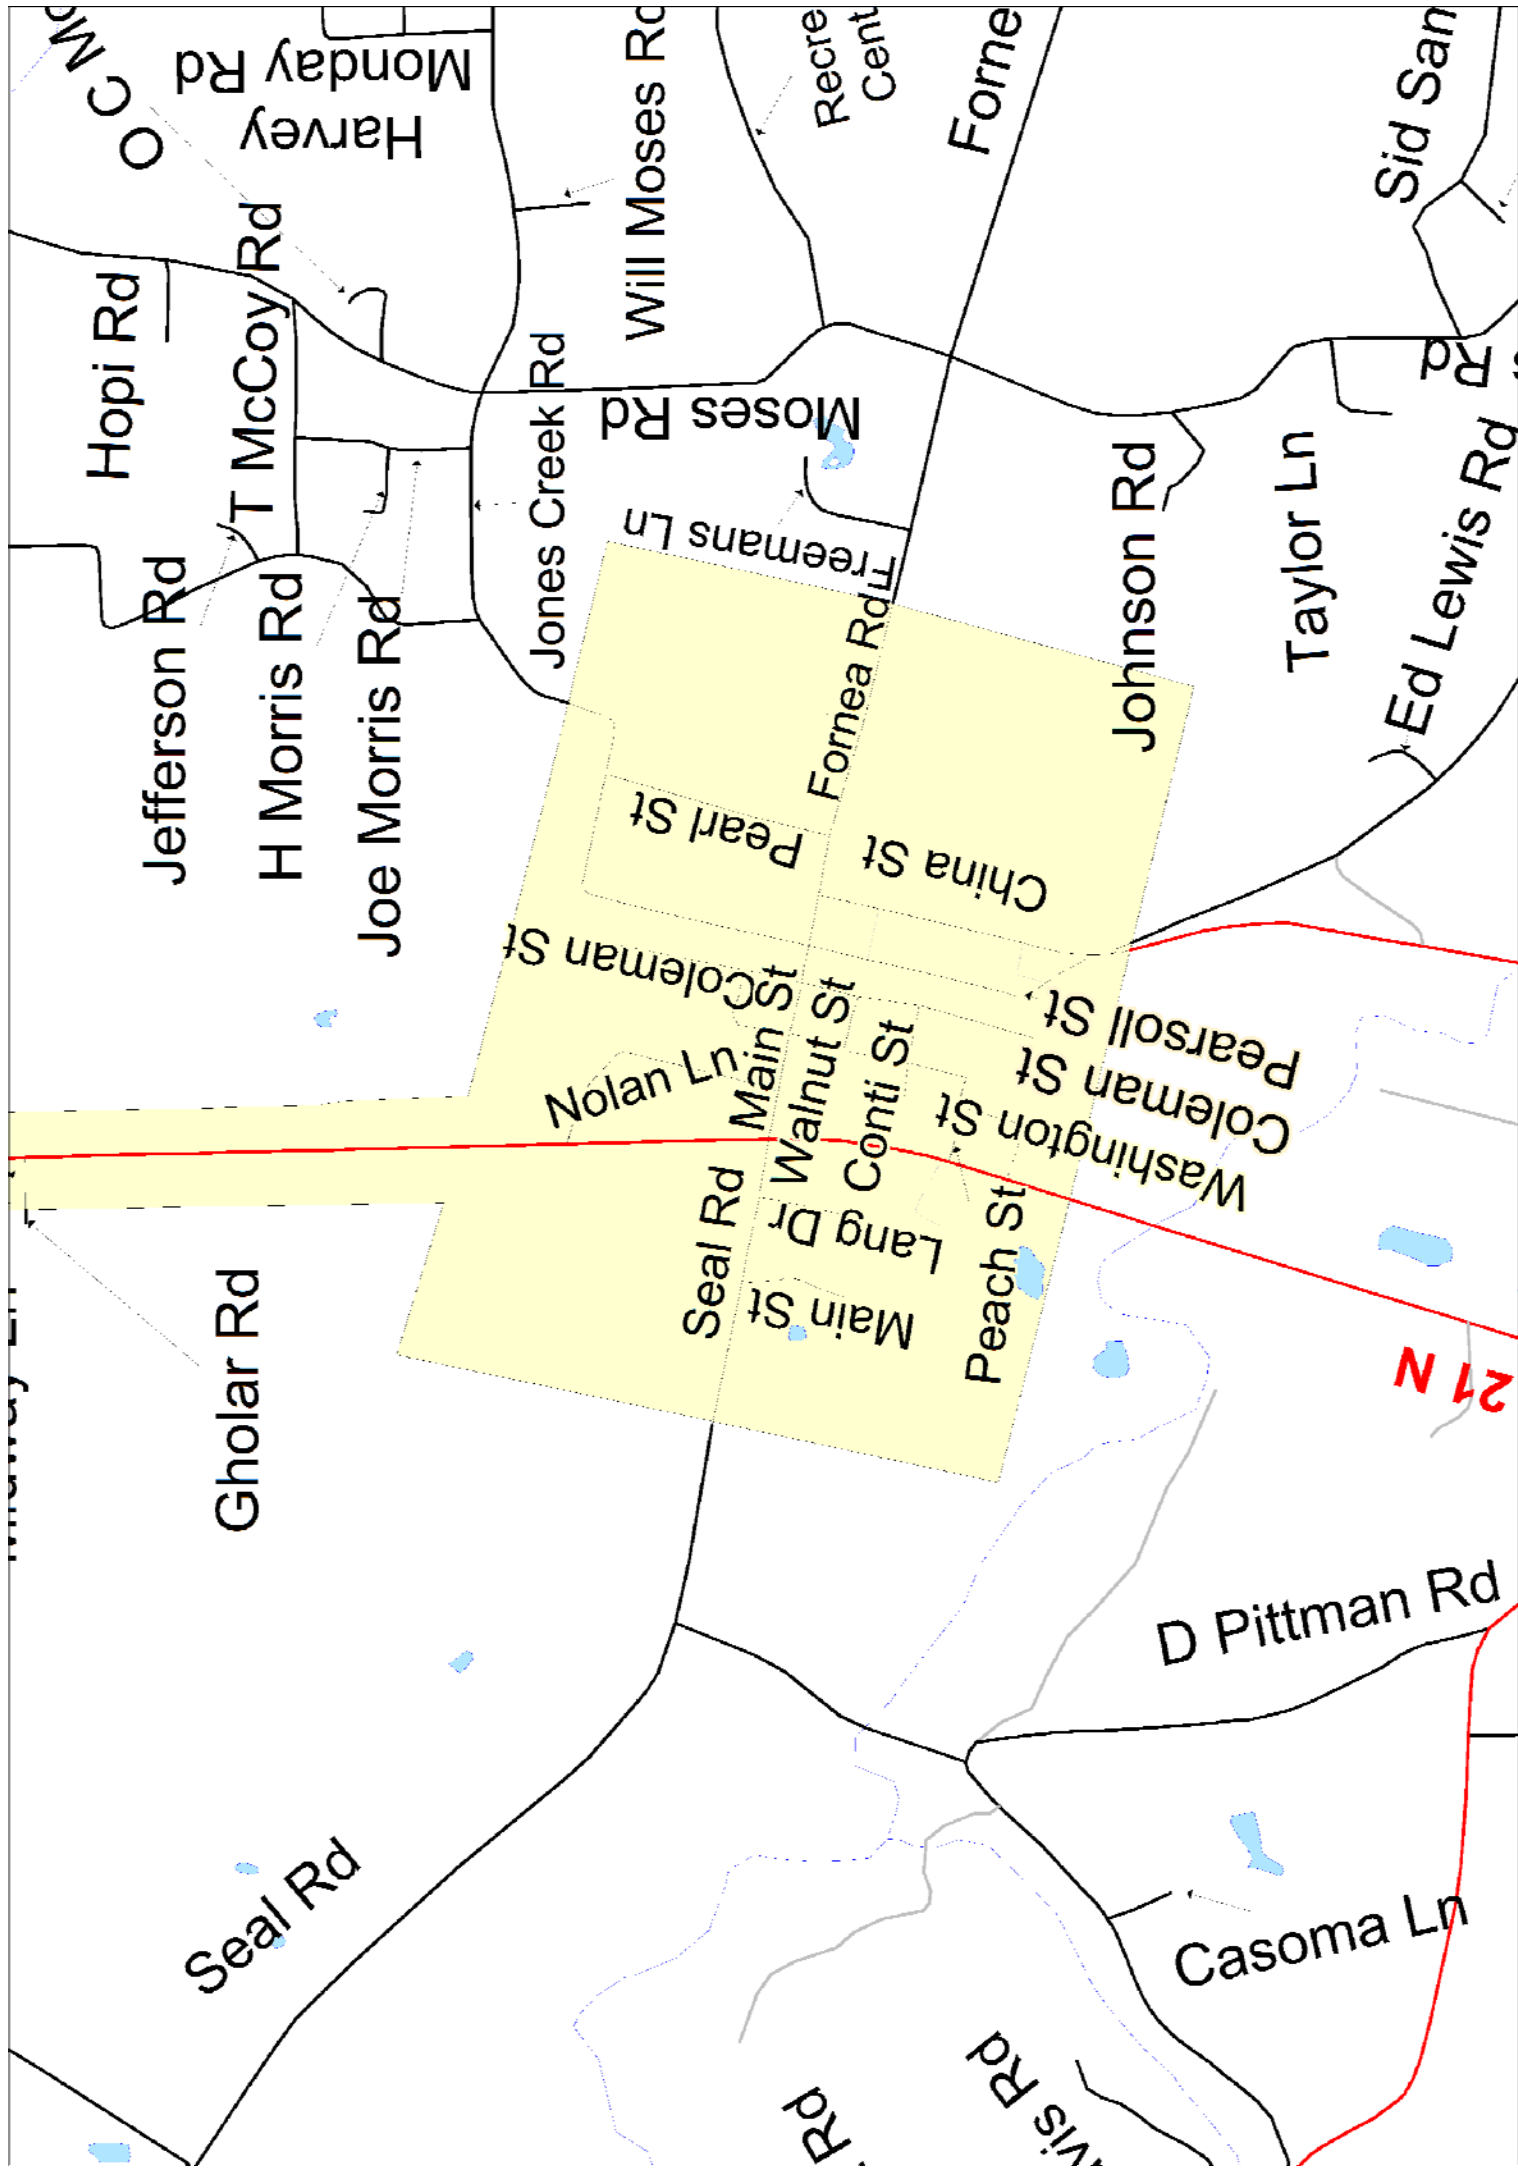 O C Mc
Monday Rd
Harvey
Will Moses Rd
Recre
Cent
Forne
Sid San
Hopi Rd
T McCoy Rd
Jones Creek Rd
Moses Rd
Freemans Ln
Johnson Rd
Taylor Ln
Rd
Ed Lewis Rd
Jefferson Rd
H Morris Rd
Joe Morris Rd
Fornea Rd
Pearl St
China St
Coleman St
Main St
Walnut St
Conti St
Nolan Ln
Pearsoll St
Coleman St
Washington St
Seal Rd
Lang Dr
Main St
Peach St
21 N
Gholar Rd
D Pittman Rd
Seal Rd
Casoma Ln
Rd
vis Rd